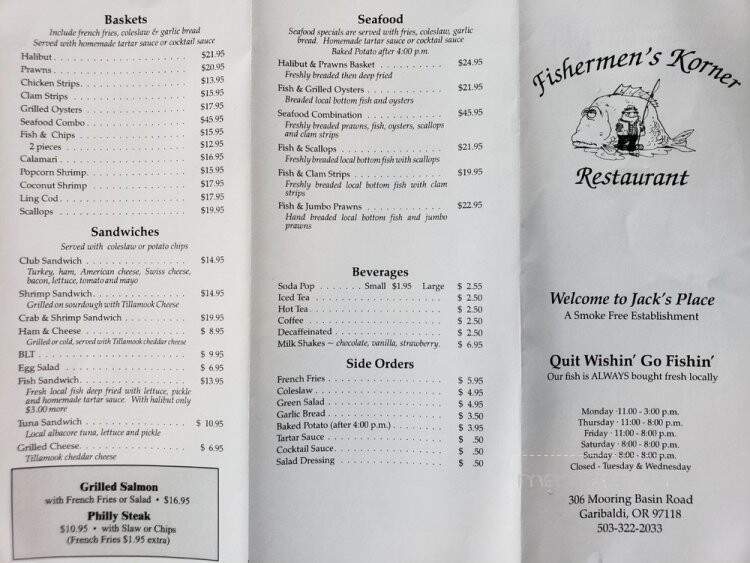 Baskets
Include french fries, coleslaw & garlic bread
Served with homemade tartar sauce or cocktail sauce
Halibut . . . . . . . . . . $21.95
Prawns . . . . . . . . . . $20.95
Chicken Strips. . . . . . . . . . $13.95
Clam Strips . . . . . . . . . . $15.95
Grilled Oysters . . . . . . . . . . $17.95
Seafood Combo . . . . . . . . . . $45.95
Fish & Chips . . . . . . . . . . $15.95
2 pieces . . . . . . . . . . $12.95
Calamari . . . . . . . . . . $16.95
Popcorn Shrimp. . . . . . . . . . $15.95
Coconut Shrimp . . . . . . . . . . $17.95
Ling Cod . . . . . . . . . . $17.95
Scallops . . . . . . . . . . $19.95
Sandwiches
Served with coleslaw or potato chips
Club Sandwich . . . . . . . . . . $14.95
Turkey, ham, American cheese, Swiss cheese,
bacon, lettuce, tomato and mayo
Shrimp Sandwich . . . . . . . . . . $14.95
Grilled on sourdough with Tillamook Cheese
Crab & Shrimp Sandwich . . . . . . . . . . $19.95
Ham & Cheese . . . . . . . . . . $ 8.95
Grilled or cold, served with Tillamook cheddar cheese
BLT . . . . . . . . . . $ 9.95
Egg Salad . . . . . . . . . . $ 6.95
Fish Sandwich . . . . . . . . . . $13.95
Fresh local fish deep fried with lettuce, pickle
and homemade tartar sauce. With halibut only
$3.00 more
Tuna Sandwich . . . . . . . . . . $ 10.95
Local albacore tuna, lettuce and pickle
Grilled Cheese . . . . . . . . . . $ 6.95
Tillamook cheddar cheese
Grilled Salmon
with French Fries or Salad • $16.95
Philly Steak
$10.95 • with Slaw or Chips
(French Fries $1.95 extra)
Seafood
Seafood specials are served with fries, coleslaw, garlic
bread. Homemade tartar sauce or cocktail sauce
Baked Potato after 4:00 p.m.
Halibut & Prawns Basket . . . . . . . . . . $24.95
Freshly breaded then deep fried
Fish & Grilled Oysters . . . . . . . . . . $21.95
Breaded local bottom fish and oysters
Seafood Combination . . . . . . . . . . $45.95
Freshly breaded prawns, fish, oysters, scallops
and clam strips
Fish & Scallops . . . . . . . . . . $21.95
Freshly breaded local bottom fish with scallops
Fish & Clam Strips . . . . . . . . . . $19.95
Freshly breaded local bottom fish with clam
strips
Fish & Jumbo Prawns . . . . . . . . . . $22.95
Hand breaded local bottom fish and jumbo
prawns
Beverages
Soda Pop . . . . . . . Small $1.95 Large $ 2.55
Iced Tea . . . . . . . . . . $ 2.50
Hot Tea . . . . . . . . . . $ 2.50
Coffee . . . . . . . . . . $ 2.50
Decaffeinated . . . . . . . . . . $ 2.50
Milk Shakes ~ chocolate, vanilla, strawberry. $ 6.95
Side Orders
French Fries . . . . . . . . . . $ 5.95
Coleslaw . . . . . . . . . . $ 4.95
Green Salad . . . . . . . . . . $ 4.95
Garlic Bread . . . . . . . . . . $ 3.50
Baked Potato (after 4:00 p.m.) . . . . . . . . . . $ 3.95
Tartar Sauce . . . . . . . . . . $ .50
Cocktail Sauce . . . . . . . . . . $ .50
Salad Dressing . . . . . . . . . . $ .50
Fishermen's Korner
Restaurant
Welcome to Jack's Place
A Smoke Free Establishment
Quit Wishin' Go Fishin'
Our fish is ALWAYS bought fresh locally
Monday · 11:00 - 3:00 p.m.
Thursday · 11:00 - 8:00 p.m.
Friday · 11:00 - 8:00 p.m.
Saturday · 8:00 - 8:00 p.m.
Sunday · 8:00 - 8:00 p.m.
Closed - Tuesday & Wednesday
306 Mooring Basin Road
Garibaldi, OR 97118
503-322-2033